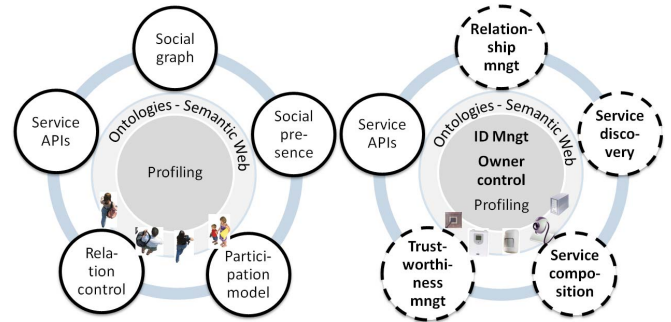 Social
graph
Service
APIs
Ontologies - Semantic Web
Social
pre-
sence
Profiling
Rela-
tion
control
Partici-
pation
model
Relation-
ship
mngt
Service
APIs
Ontologies - Semantic Web
Service
disco-
very
ID Mngt
Owner
control
Profiling
Trust-
worthi-
ness
mngt
Service
compo-
sition